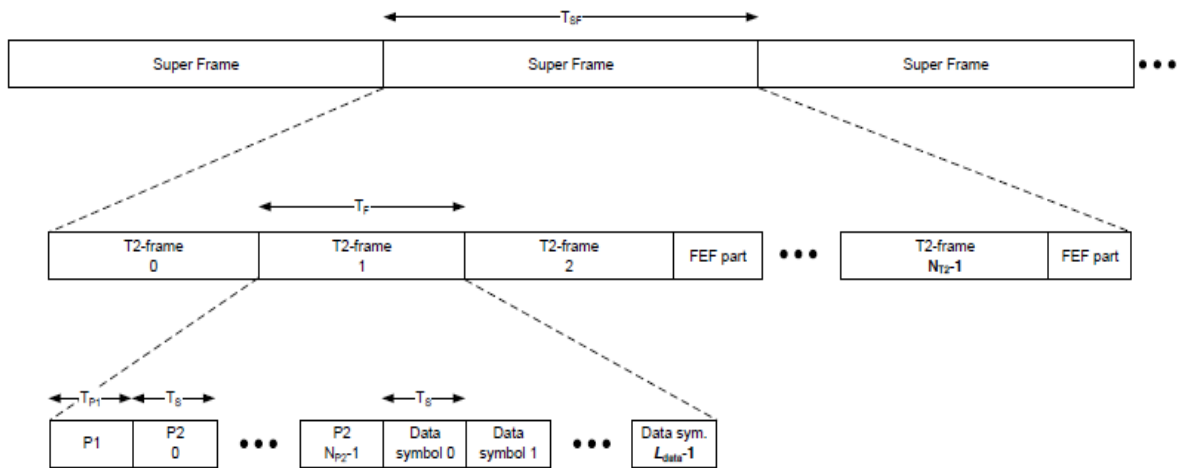 T_SF
Super Frame Super Frame Super Frame
T_F
T2-frame T2-frame T2-frame FEF part T2-frame FEF part
0 1 2 N_T2-1
T_P1 T_S T_S
P1 P2 P2 Data Data Data sym.
0 N_P2-1 symbol 0 symbol 1 L_data-1